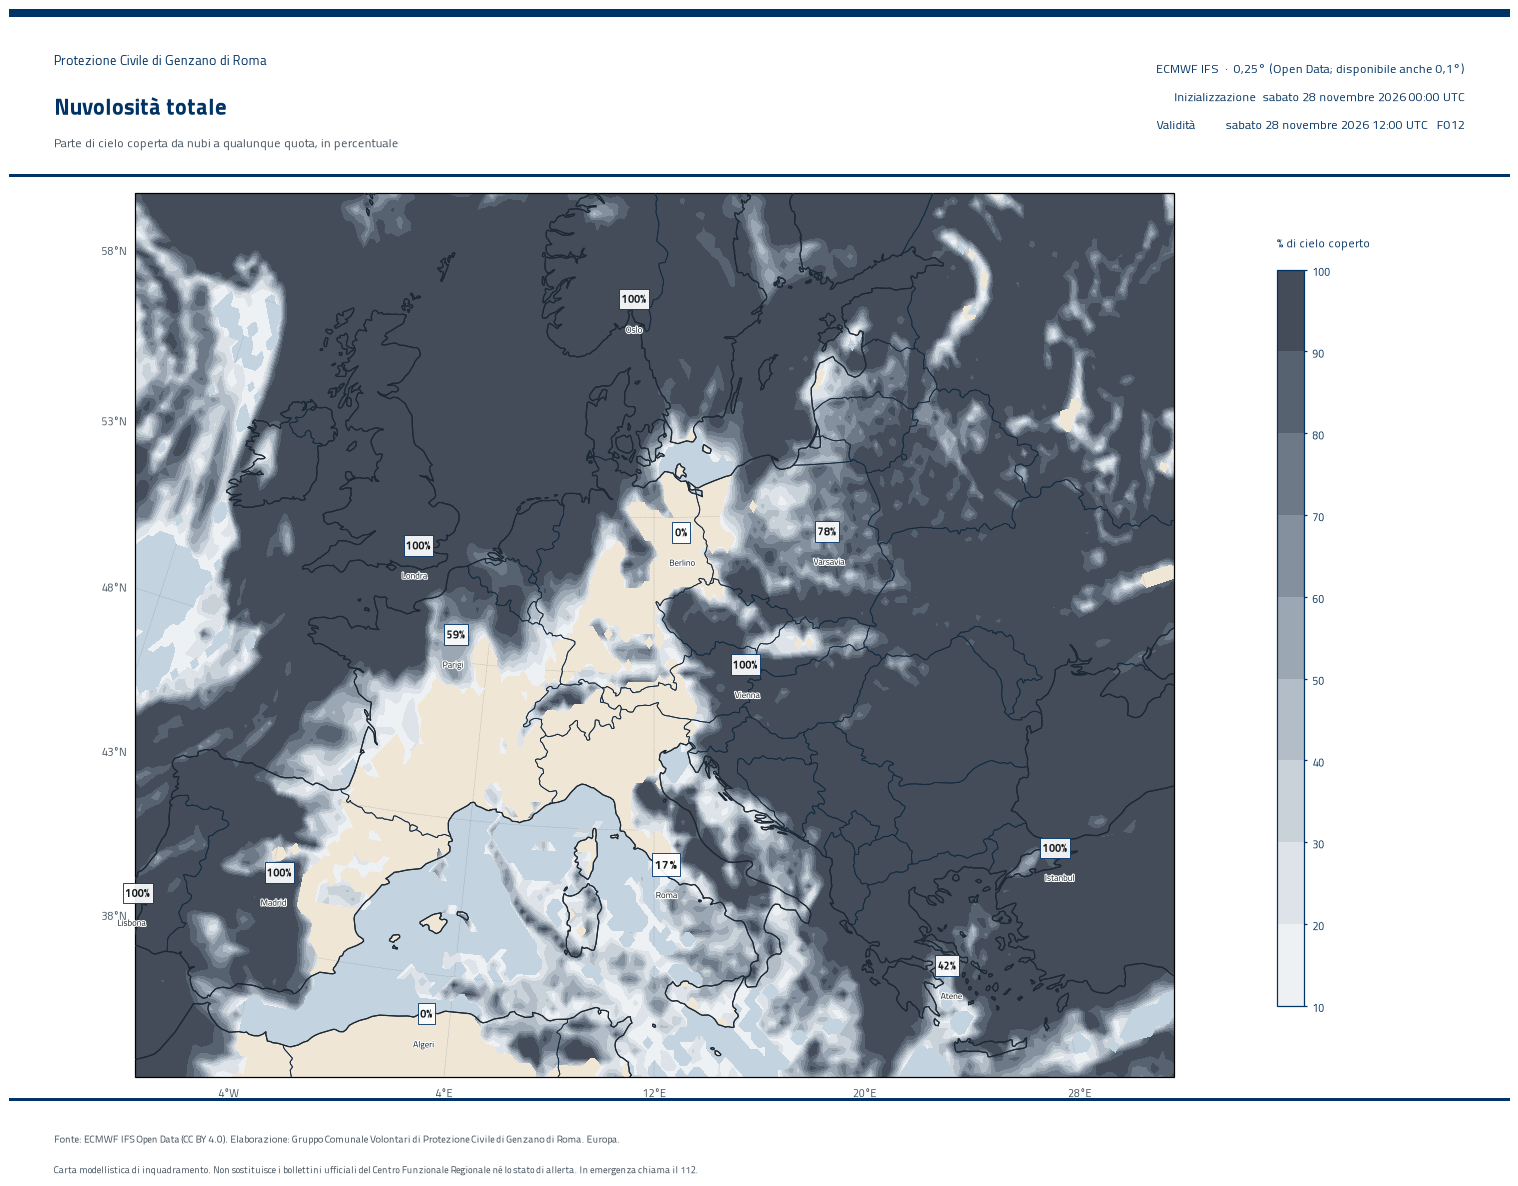 Protezione Civile di Genzano di Roma
Nuvolosità totale
Parte di cielo coperta da nubi a qualunque quota, in percentuale
ECMWF IFS · 0,25° (Open Data; disponibile anche 0,1°)
Inizializzazione sabato 28 novembre 2026 00:00 UTC
Validità sabato 28 novembre 2026 12:00 UTC F012
% di cielo coperto
100
90
80
70
60
50
40
30
20
10
58°N
53°N
48°N
43°N
38°N
4°W
4°E
12°E
20°E
28°E
100%
Oslo
100%
Londra
0%
Berlino
78%
Varsavia
59%
Parigi
100%
Vienna
100%
Istanbul
17%
Roma
100%
Madrid
100%
Lisbona
42%
Atene
0%
Algeri
Fonte: ECMWF IFS Open Data (CC BY 4.0). Elaborazione: Gruppo Comunale Volontari di Protezione Civile di Genzano di Roma. Europa.
Carta modellistica di inquadramento. Non sostituisce i bollettini ufficiali del Centro Funzionale Regionale né lo stato di allerta. In emergenza chiama il 112.